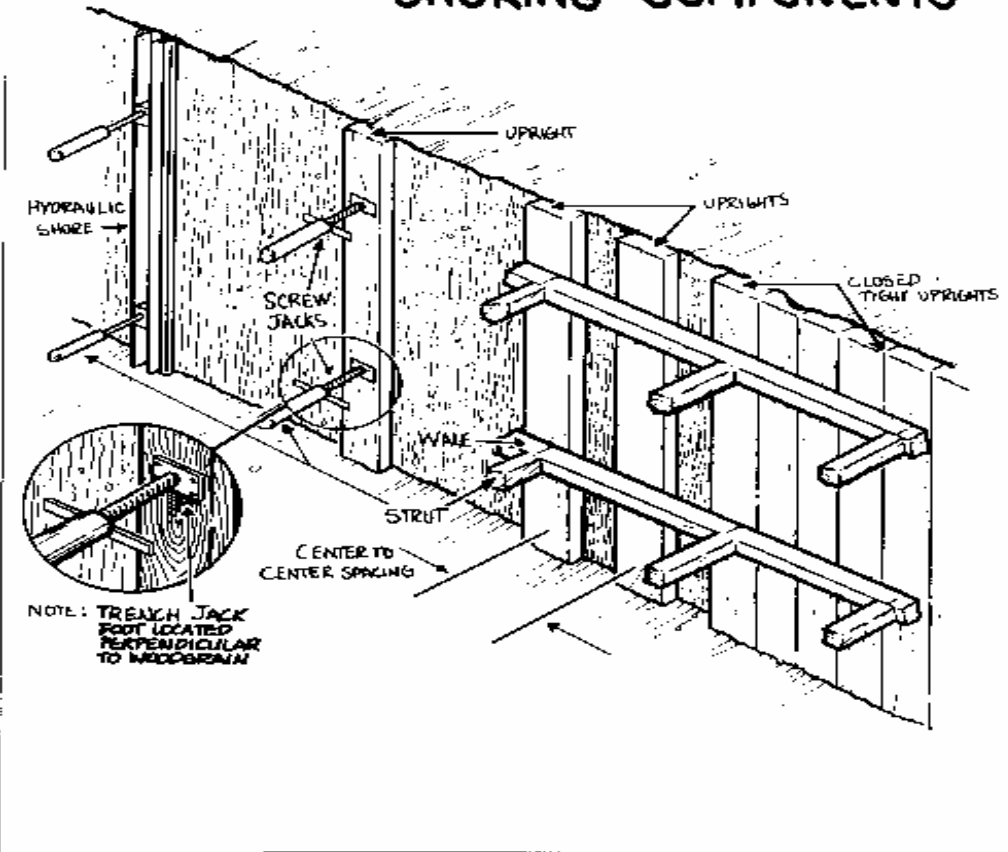 SHORING COMPONENTS
UPRIGHT
HYDRAULIC
SHORE
UPRIGHTS
CLOSED
TIGHT UPRIGHTS
SCREW
JACKS
WALE
STRUT
CENTER TO
CENTER SPACING
NOTE: TRENCH JACK
FOOT LOCATED
PERPENDICULAR
TO WOODGRAIN